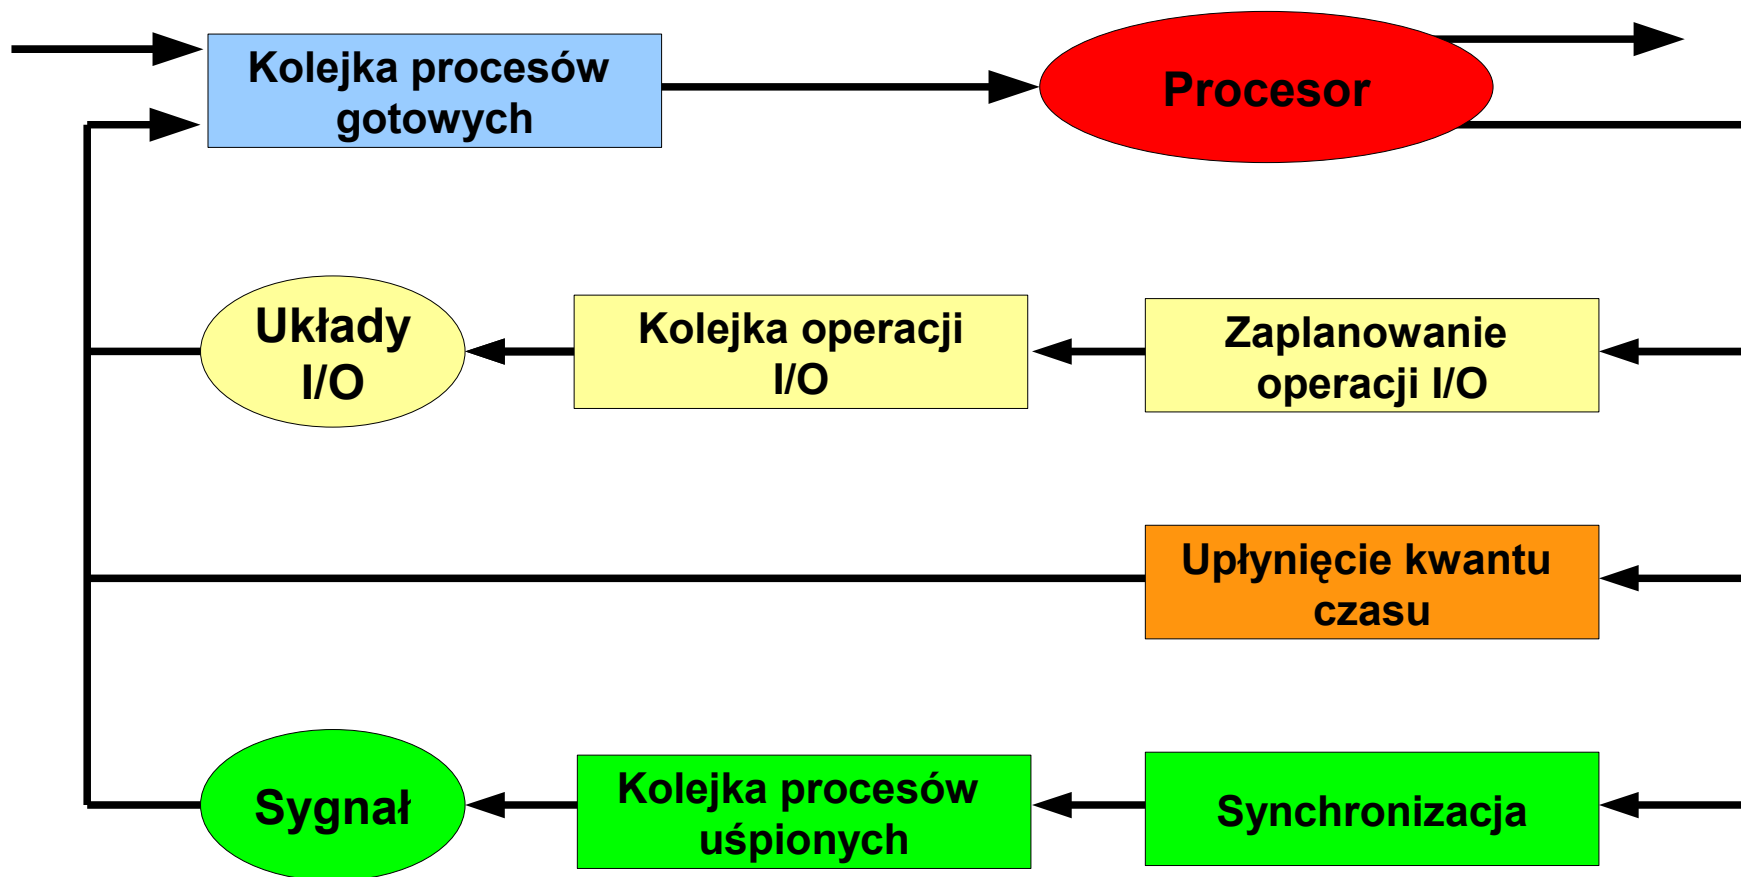 Kolejka procesów
gotowych
Procesor
Układy
I/O
Kolejka operacji
I/O
Zaplanowanie
operacji I/O
Upłynięcie kwantu
czasu
Sygnał
Kolejka procesów
uśpionych
Synchronizacja